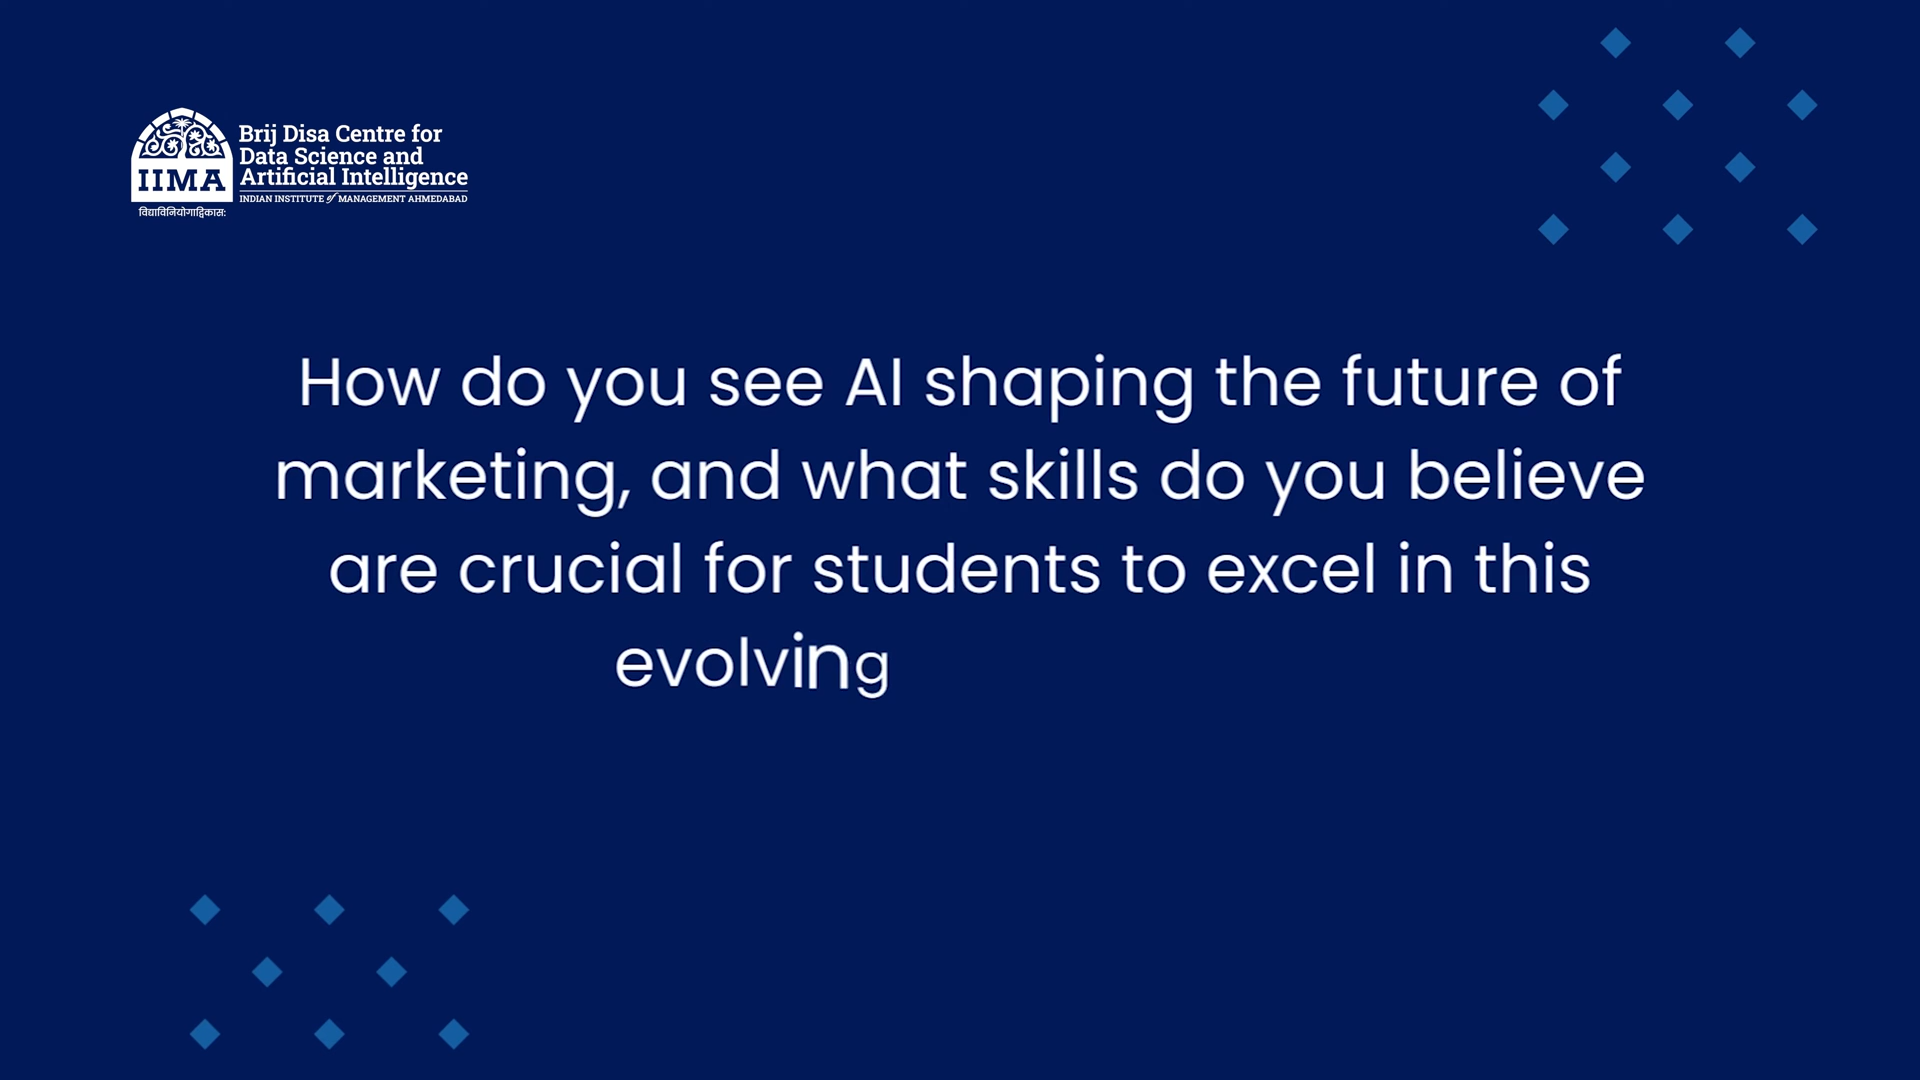 IIMA
विद्याविनियोगाद्विकास:
Brij Disa Centre for
Data Science and
Artificial Intelligence
INDIAN INSTITUTE of MANAGEMENT AHMEDABAD
How do you see AI shaping the future of
marketing, and what skills do you believe
are crucial for students to excel in this
evolving